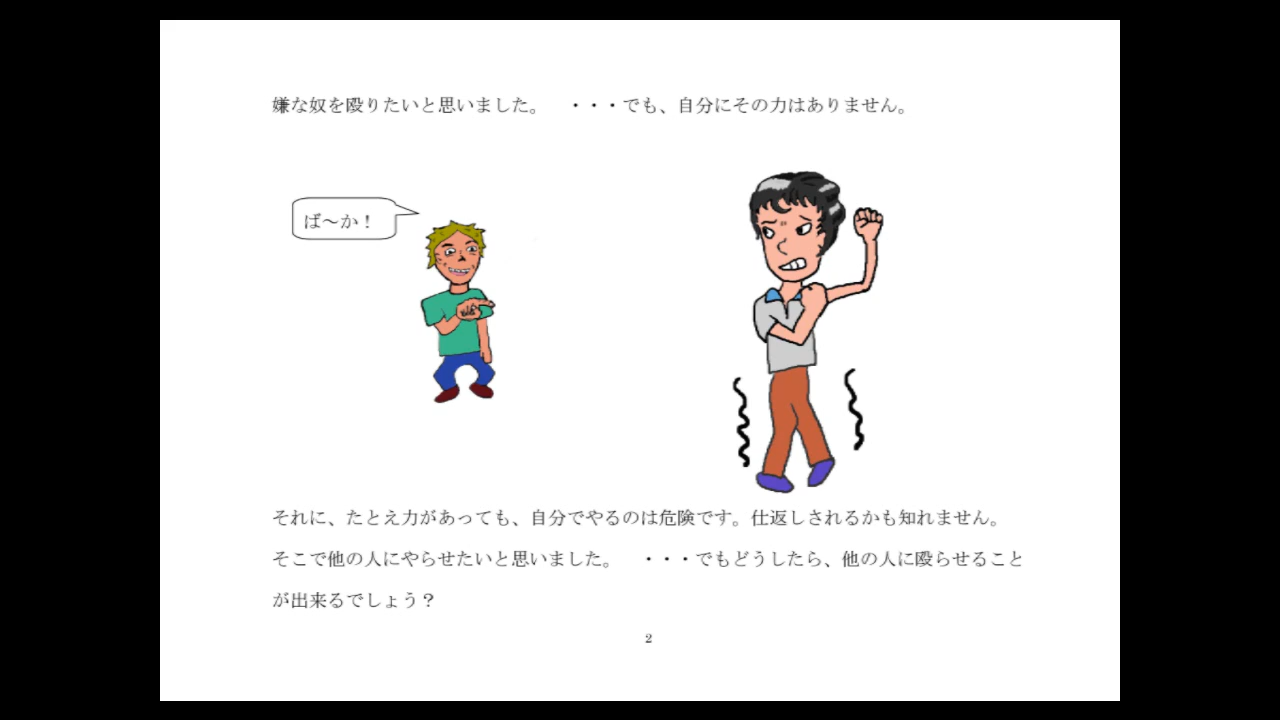 嫌な奴を殴りたいと思いました。　・・・でも、自分にその力はありません。
ば～か！
それに、たとえ力があっても、自分でやるのは危険です。仕返しされるかも知れません。
そこで他の人にやらせたいと思いました。　・・・でもどうしたら、他の人に殴らせること
が出来るでしょう？
2